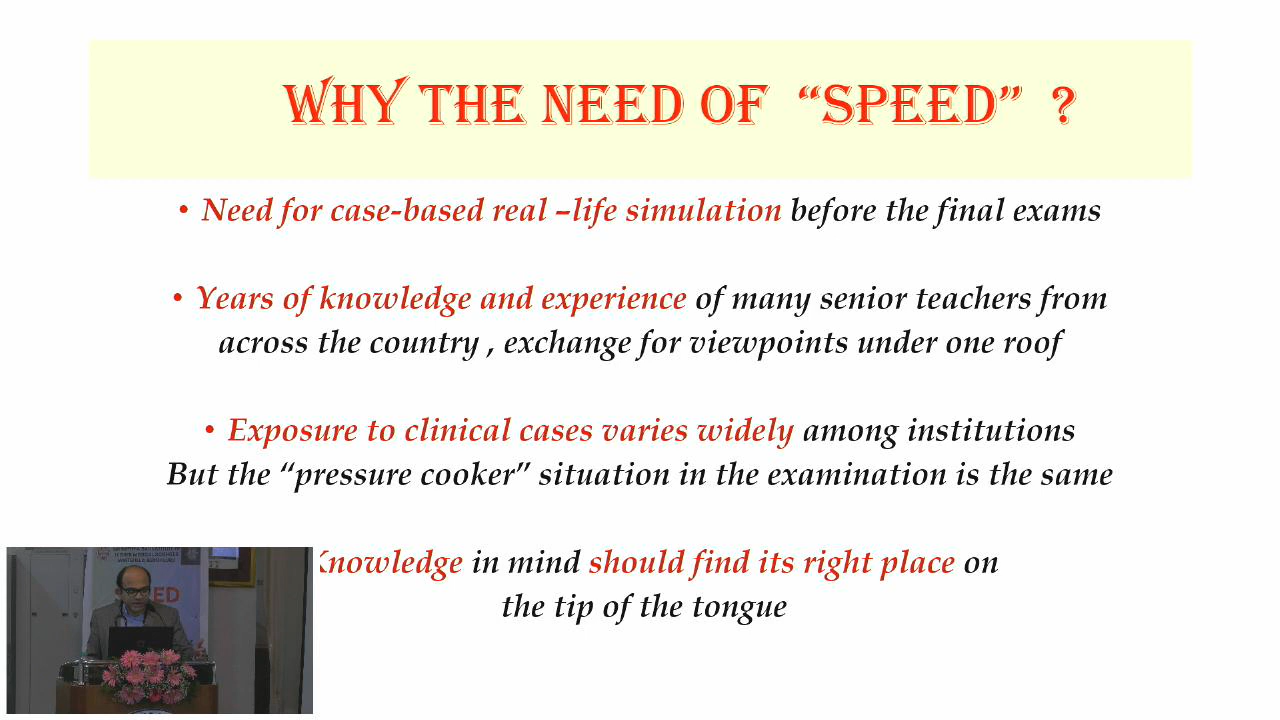 WHY THE NEED OF “SPEED” ?
• Need for case-based real –life simulation before the final exams
• Years of knowledge and experience of many senior teachers from
across the country , exchange for viewpoints under one roof
• Exposure to clinical cases varies widely among institutions
But the “pressure cooker” situation in the examination is the same
Knowledge in mind should find its right place on
the tip of the tongue